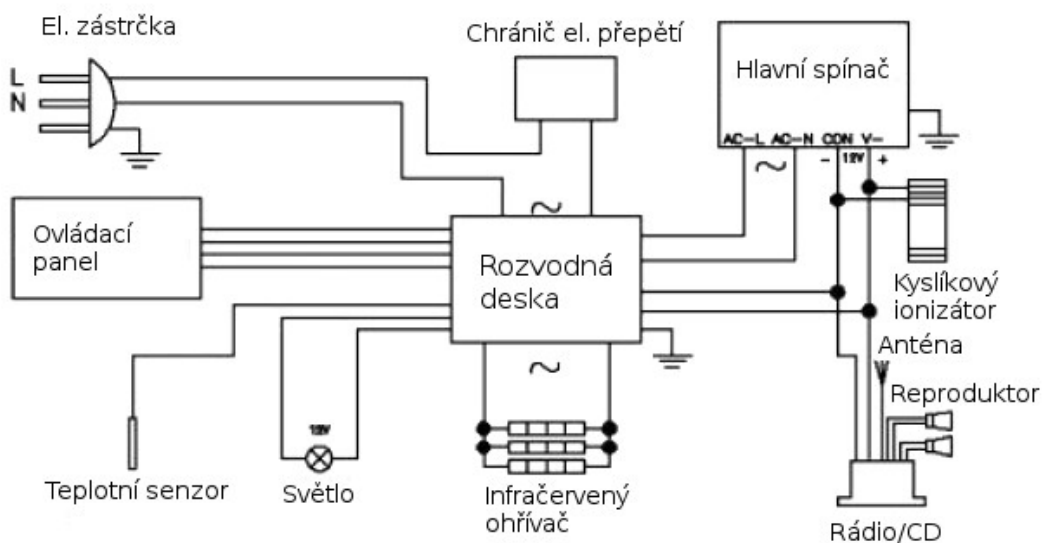 El. zástrčka
Chránič el. přepětí
Hlavní spínač
L
N
AC-L AC-N CON V-
- 12V +
Ovládací
panel
Rozvodná
deska
Kyslíkový
ionizátor
Anténa
Reproduktor
12V
Teplotní senzor
Světlo
Infračervený
ohřívač
Rádio/CD